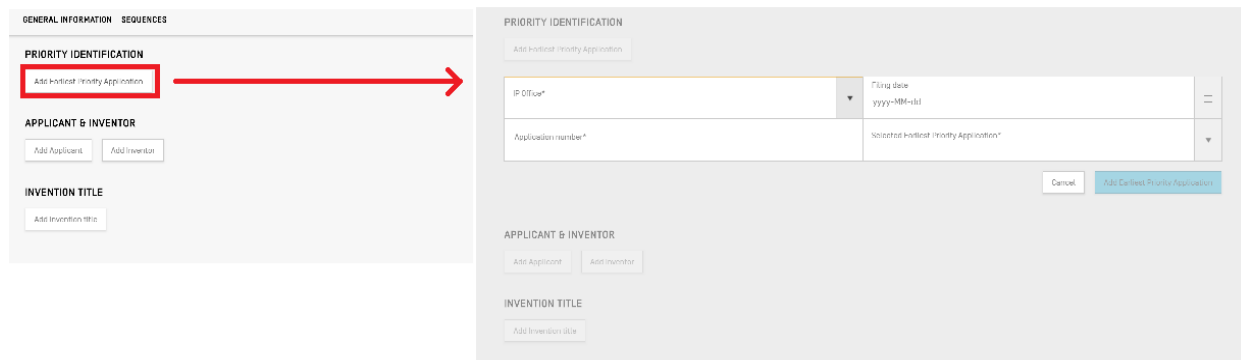 GENERAL INFORMATION SEQUENCES
PRIORITY IDENTIFICATION
Add Earliest Priority Application
APPLICANT & INVENTOR
Add Applicant Add Inventor
INVENTION TITLE
Add Invention title
PRIORITY IDENTIFICATION
Add Earliest Priority Application
IP Office*
Filing date
yyyy-MM-dd
Application number*
Selected Earliest Priority Application*
Cancel Add Earliest Priority Application
APPLICANT & INVENTOR
Add Applicant Add Inventor
INVENTION TITLE
Add Invention title